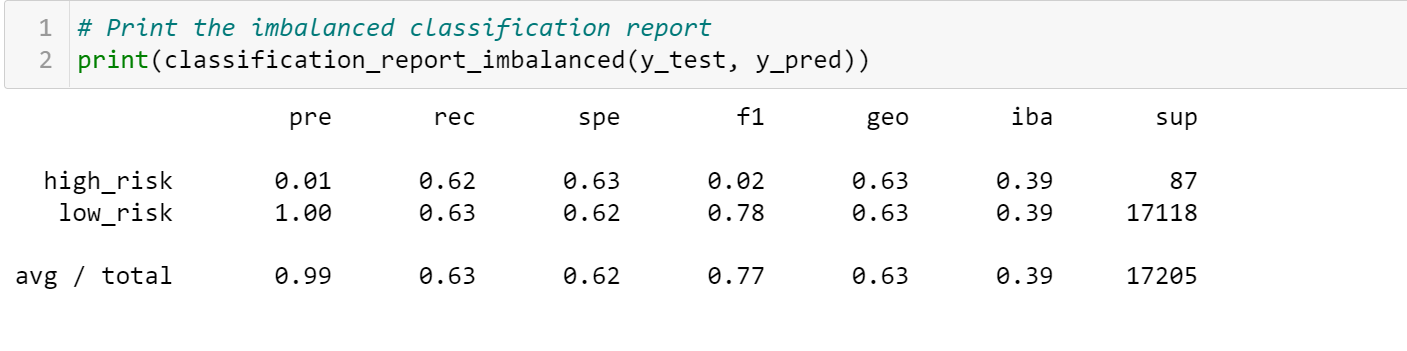 1 # Print the imbalanced classification report
2 print(classification_report_imbalanced(y_test, y_pred))
pre rec spe f1 geo iba sup
high_risk 0.01 0.62 0.63 0.02 0.63 0.39 87
low_risk 1.00 0.63 0.62 0.78 0.63 0.39 17118
avg / total 0.99 0.63 0.62 0.77 0.63 0.39 17205